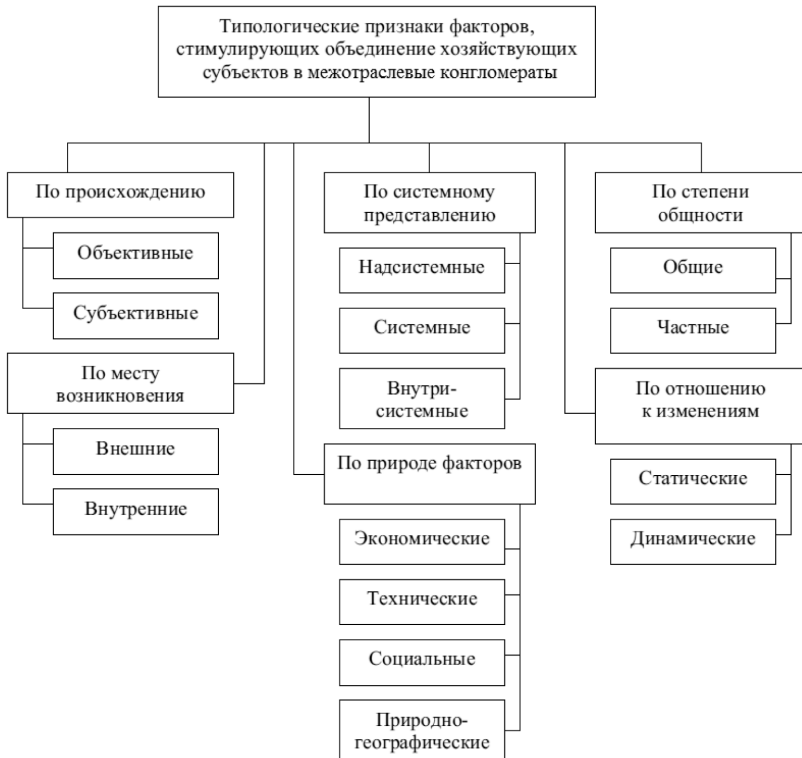 Типологические признаки факторов,
стимулирующих объединение хозяйствующих
субъектов в межотраслевые конгломераты
По происхождению
Объективные
Субъективные
По месту
возникновения
Внешние
Внутренние
По системному
представлению
Надсистемные
Системные
Внутри-
системные
По природе факторов
Экономические
Технические
Социальные
Природно-
географические
По степени
общности
Общие
Частные
По отношению
к изменениям
Статические
Динамические